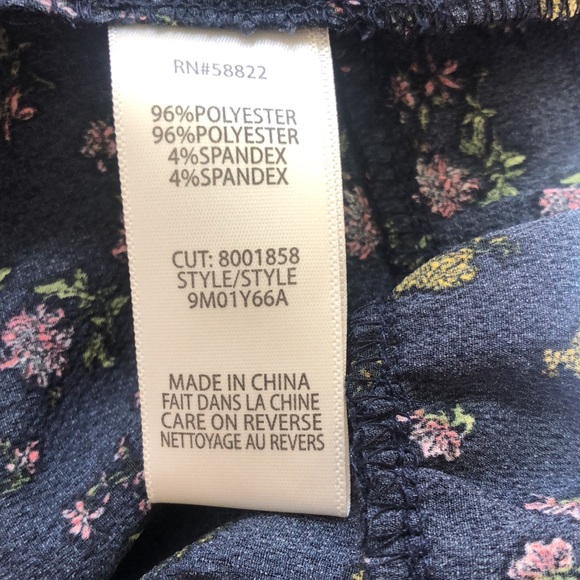 RN#58822
96%POLYESTER
96%POLYESTER
4%SPANDEX
4%SPANDEX
CUT: 8001858
STYLE/STYLE
9M01Y66A
MADE IN CHINA
FAIT DANS LA CHINE
CARE ON REVERSE
NETTOYAGE AU REVERS